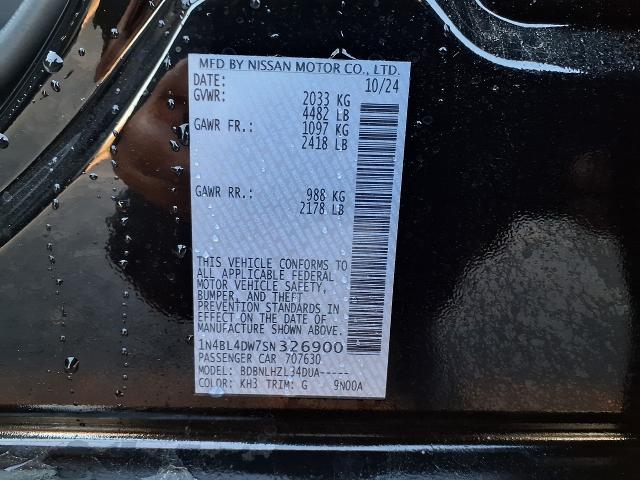 MFD BY NISSAN MOTOR CO., LTD.
DATE: 10/24
GVWR: 2033 KG
4482 LB
GAWR FR.: 1097 KG
2418 LB
GAWR RR.: 988 KG
2178 LB
THIS VEHICLE CONFORMS TO
ALL APPLICABLE FEDERAL
MOTOR VEHICLE SAFETY,
BUMPER, AND THEFT
PREVENTION STANDARDS IN
EFFECT ON THE DATE OF
MANUFACTURE SHOWN ABOVE.
1N4BL4DW7SN326900
PASSENGER CAR 707630
MODEL: BDBNLHZL34DUA-----
COLOR: KH3 TRIM: G 9N00A